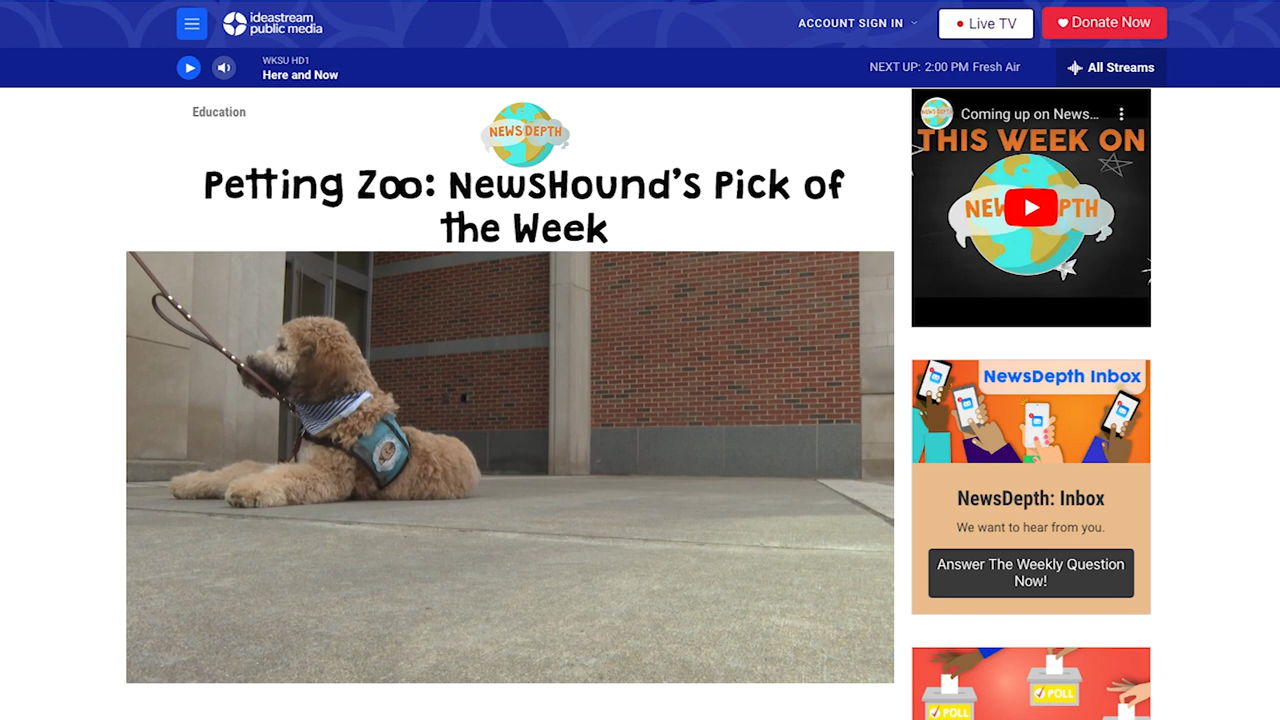 ideastream
public media
ACCOUNT SIGN IN
Live TV
Donate Now
WKSU HD1
Here and Now
NEXT UP: 2:00 PM Fresh Air
All Streams
Education
NEWS DEPTH
Petting Zoo: NewsHound's Pick of
the Week
Coming up on News...
THIS WEEK ON
NEWS DEPTH
NewsDepth Inbox
NewsDepth: Inbox
We want to hear from you.
Answer The Weekly Question
Now!
POLL
POLL